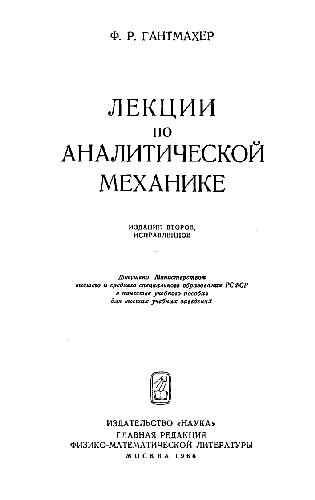 Ф. Р. ГАНТМАХЕР
ЛЕКЦИИ
ПО
АНАЛИТИЧЕСКОЙ
МЕХАНИКЕ
ИЗДАНИЕ ВТОРОЕ,
ИСПРАВЛЕННОЕ
Допущено Министерством
высшего и среднего специального образования РСФСР
в качестве учебного пособия
для высших учебных заведений
ИЗДАТЕЛЬСТВО «НАУКА»
ГЛАВНАЯ РЕДАКЦИЯ
ФИЗИКО-МАТЕМАТИЧЕСКОЙ ЛИТЕРАТУРЫ
МОСКВА 1966